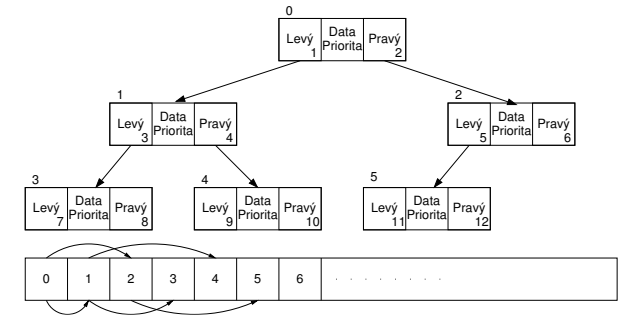 0
Levý Data Pravý
1 Priorita 2
1 2
Levý Data Pravý Levý Data Pravý
3 Priorita 4 5 Priorita 6
3 4 5
Levý Data Pravý Levý Data Pravý Levý Data Pravý
7 Priorita 8 9 Priorita 10 11 Priorita 12
0 1 2 3 4 5 6 . . . . . . . .